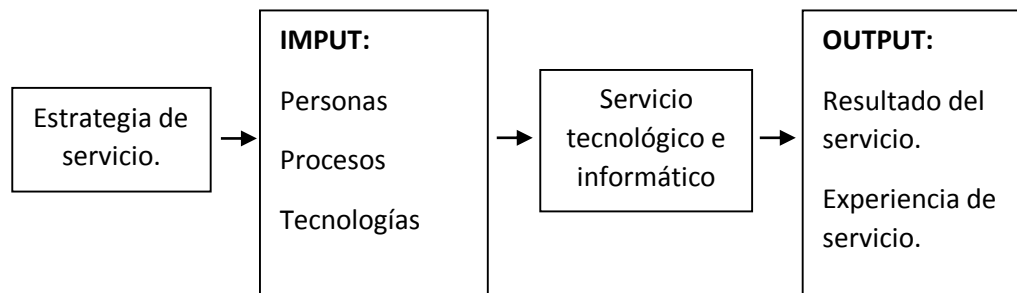 Estrategia de
servicio.
IMPUT:
Personas
Procesos
Tecnologías
Servicio
tecnológico e
informático
OUTPUT:
Resultado del
servicio.
Experiencia de
servicio.